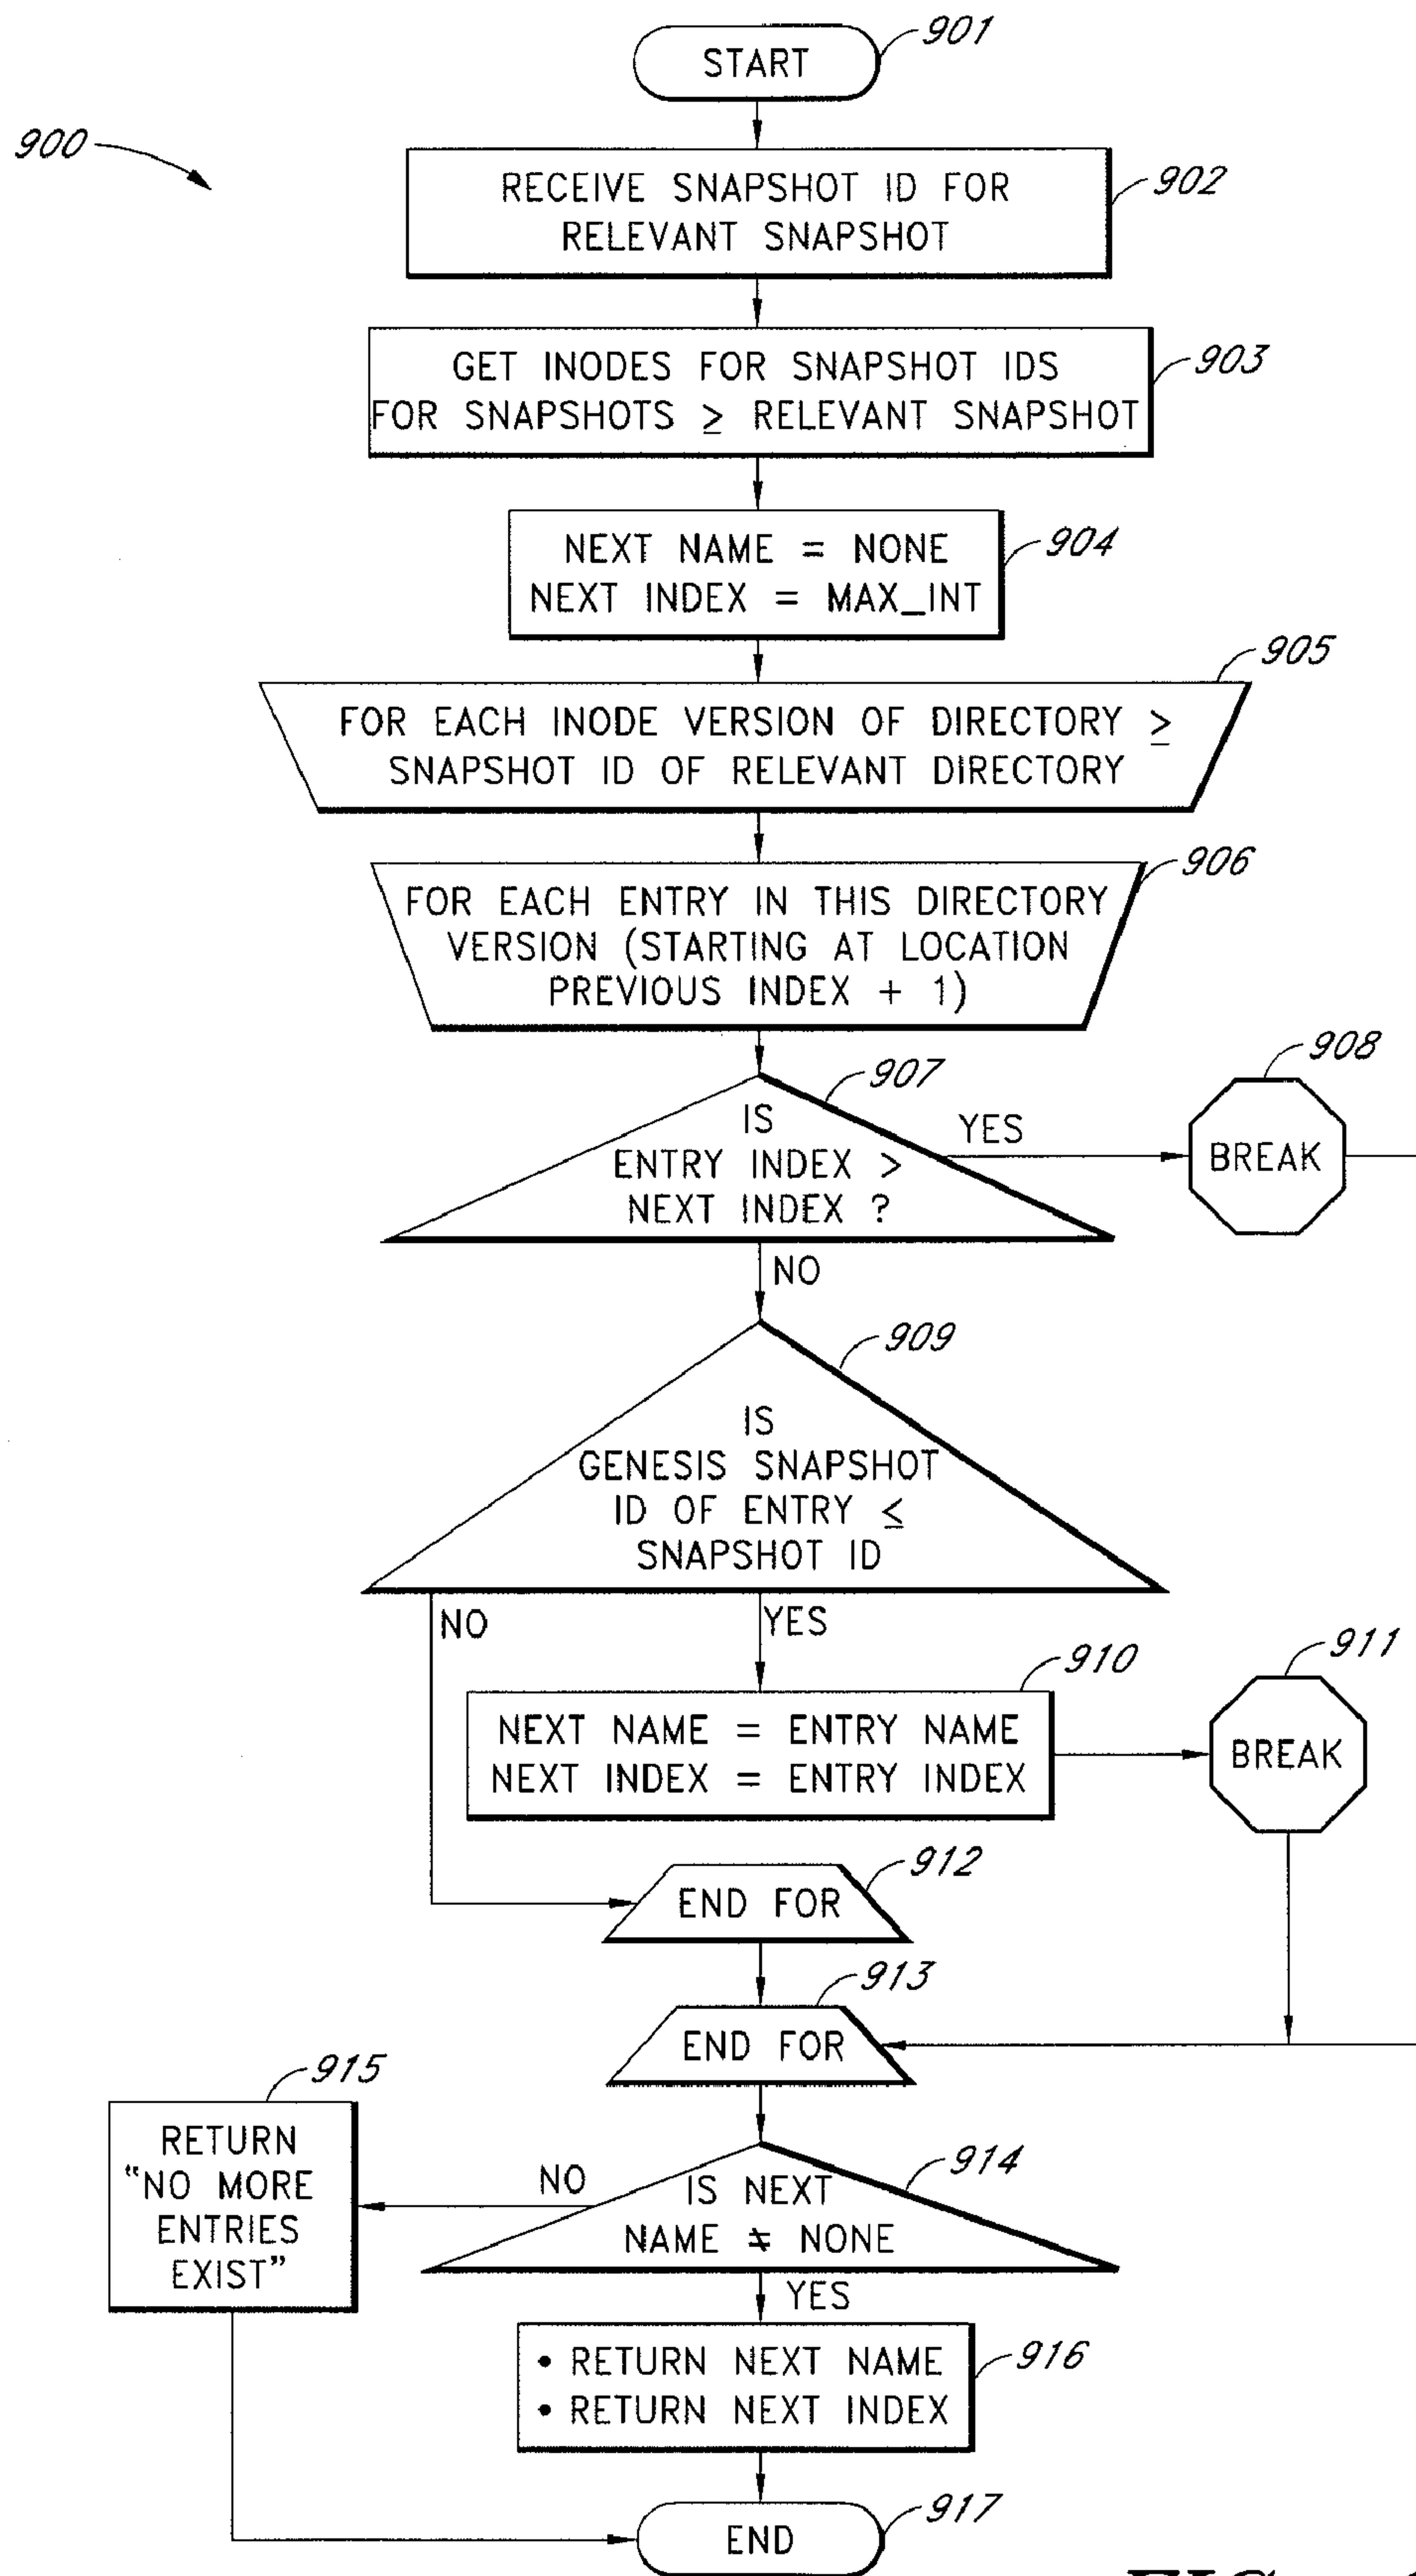 START
901
900
RECEIVE SNAPSHOT ID FOR
RELEVANT SNAPSHOT
902
GET INODES FOR SNAPSHOT IDS
FOR SNAPSHOTS ≥ RELEVANT SNAPSHOT
903
NEXT NAME = NONE
NEXT INDEX = MAX_INT
904
905
FOR EACH INODE VERSION OF DIRECTORY ≥
SNAPSHOT ID OF RELEVANT DIRECTORY
906
FOR EACH ENTRY IN THIS DIRECTORY
VERSION (STARTING AT LOCATION
PREVIOUS INDEX + 1)
907
IS
ENTRY INDEX >
NEXT INDEX ?
YES
908
BREAK
NO
909
IS
GENESIS SNAPSHOT
ID OF ENTRY ≤
SNAPSHOT ID
NO
YES
910
NEXT NAME = ENTRY NAME
NEXT INDEX = ENTRY INDEX
911
BREAK
912
END FOR
913
END FOR
915
RETURN
“NO MORE
ENTRIES
EXIST”
NO
914
IS NEXT
NAME ≠ NONE
YES
• RETURN NEXT NAME
• RETURN NEXT INDEX
916
END
917